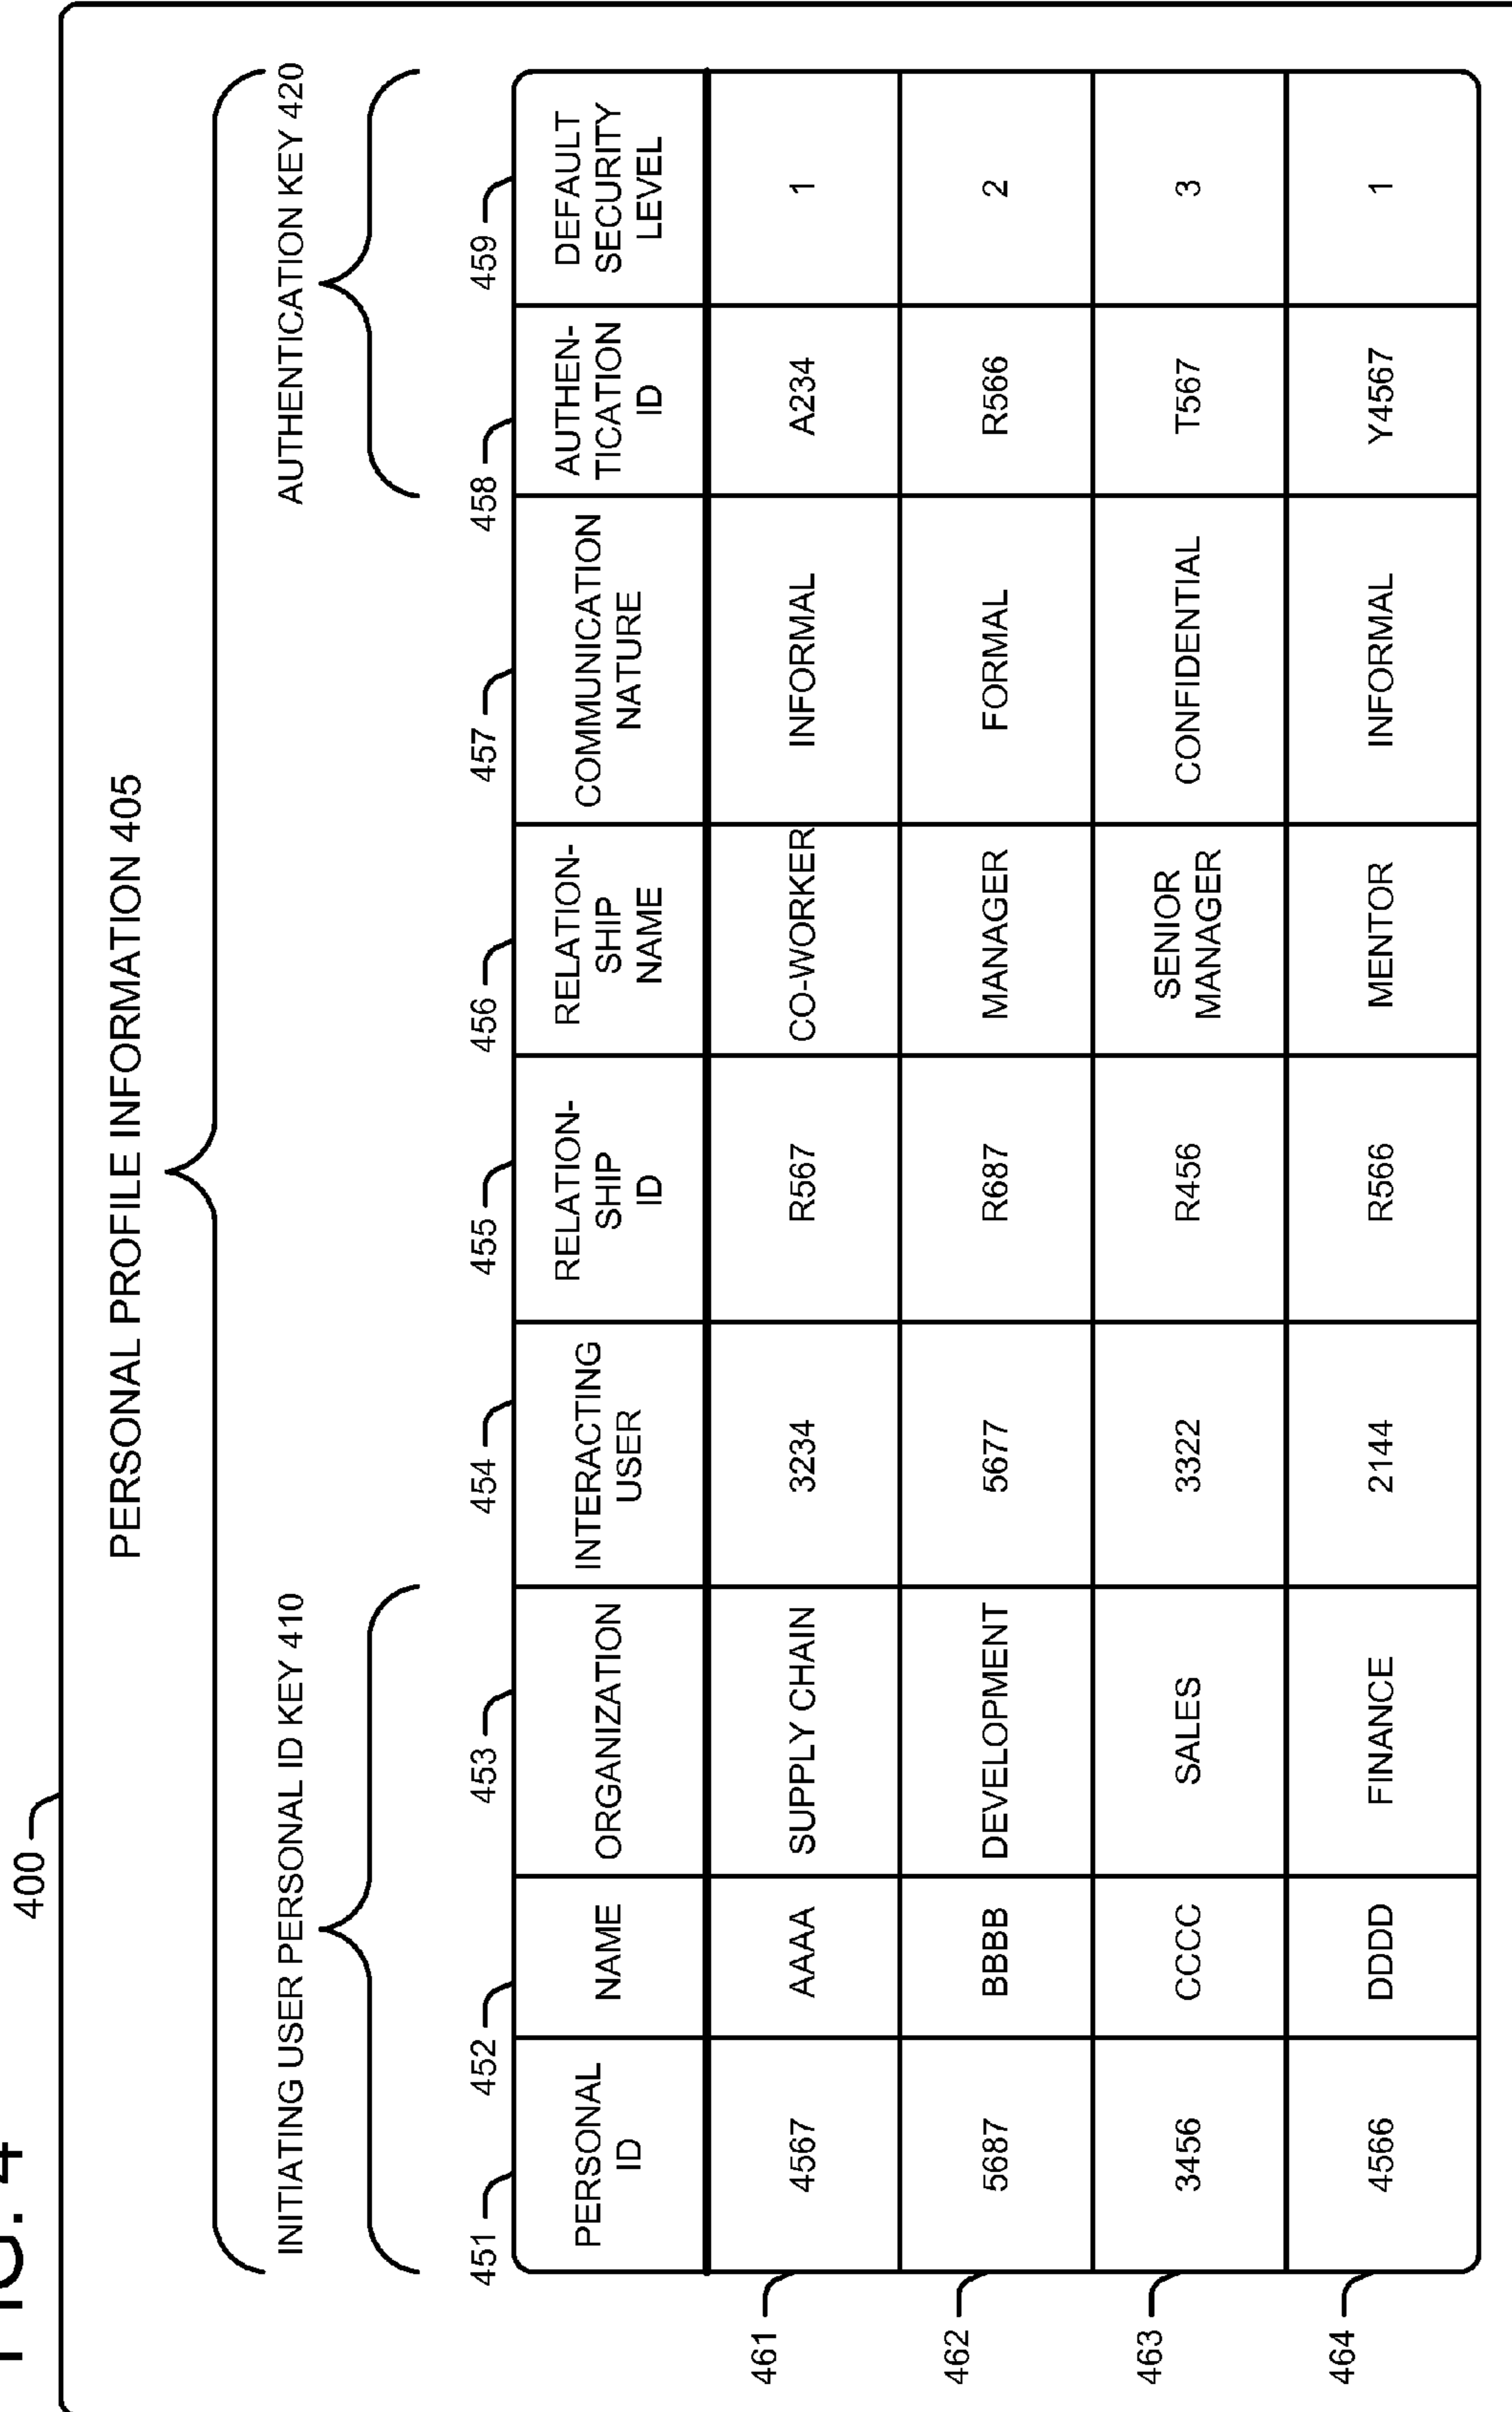 FIG. 4
400
PERSONAL PROFILE INFORMATION 405
INITIATING USER PERSONAL ID KEY 410
AUTHENTICATION KEY 420
451
452
453
454
455
456
457
458
459
PERSONAL
ID
NAME
ORGANIZATION
INTERACTING
USER
RELATION-
SHIP
ID
RELATION-
SHIP
NAME
COMMUNICATION
NATURE
AUTHEN-
TICATION
ID
DEFAULT
SECURITY
LEVEL
461
4567
AAAA
SUPPLY CHAIN
3234
R567
CO-WORKER
INFORMAL
A234
1
462
5687
BBBB
DEVELOPMENT
5677
R687
MANAGER
FORMAL
R566
2
463
3456
CCCC
SALES
3322
R456
SENIOR
MANAGER
CONFIDENTIAL
T567
3
464
4566
DDDD
FINANCE
2144
R566
MENTOR
INFORMAL
Y4567
1